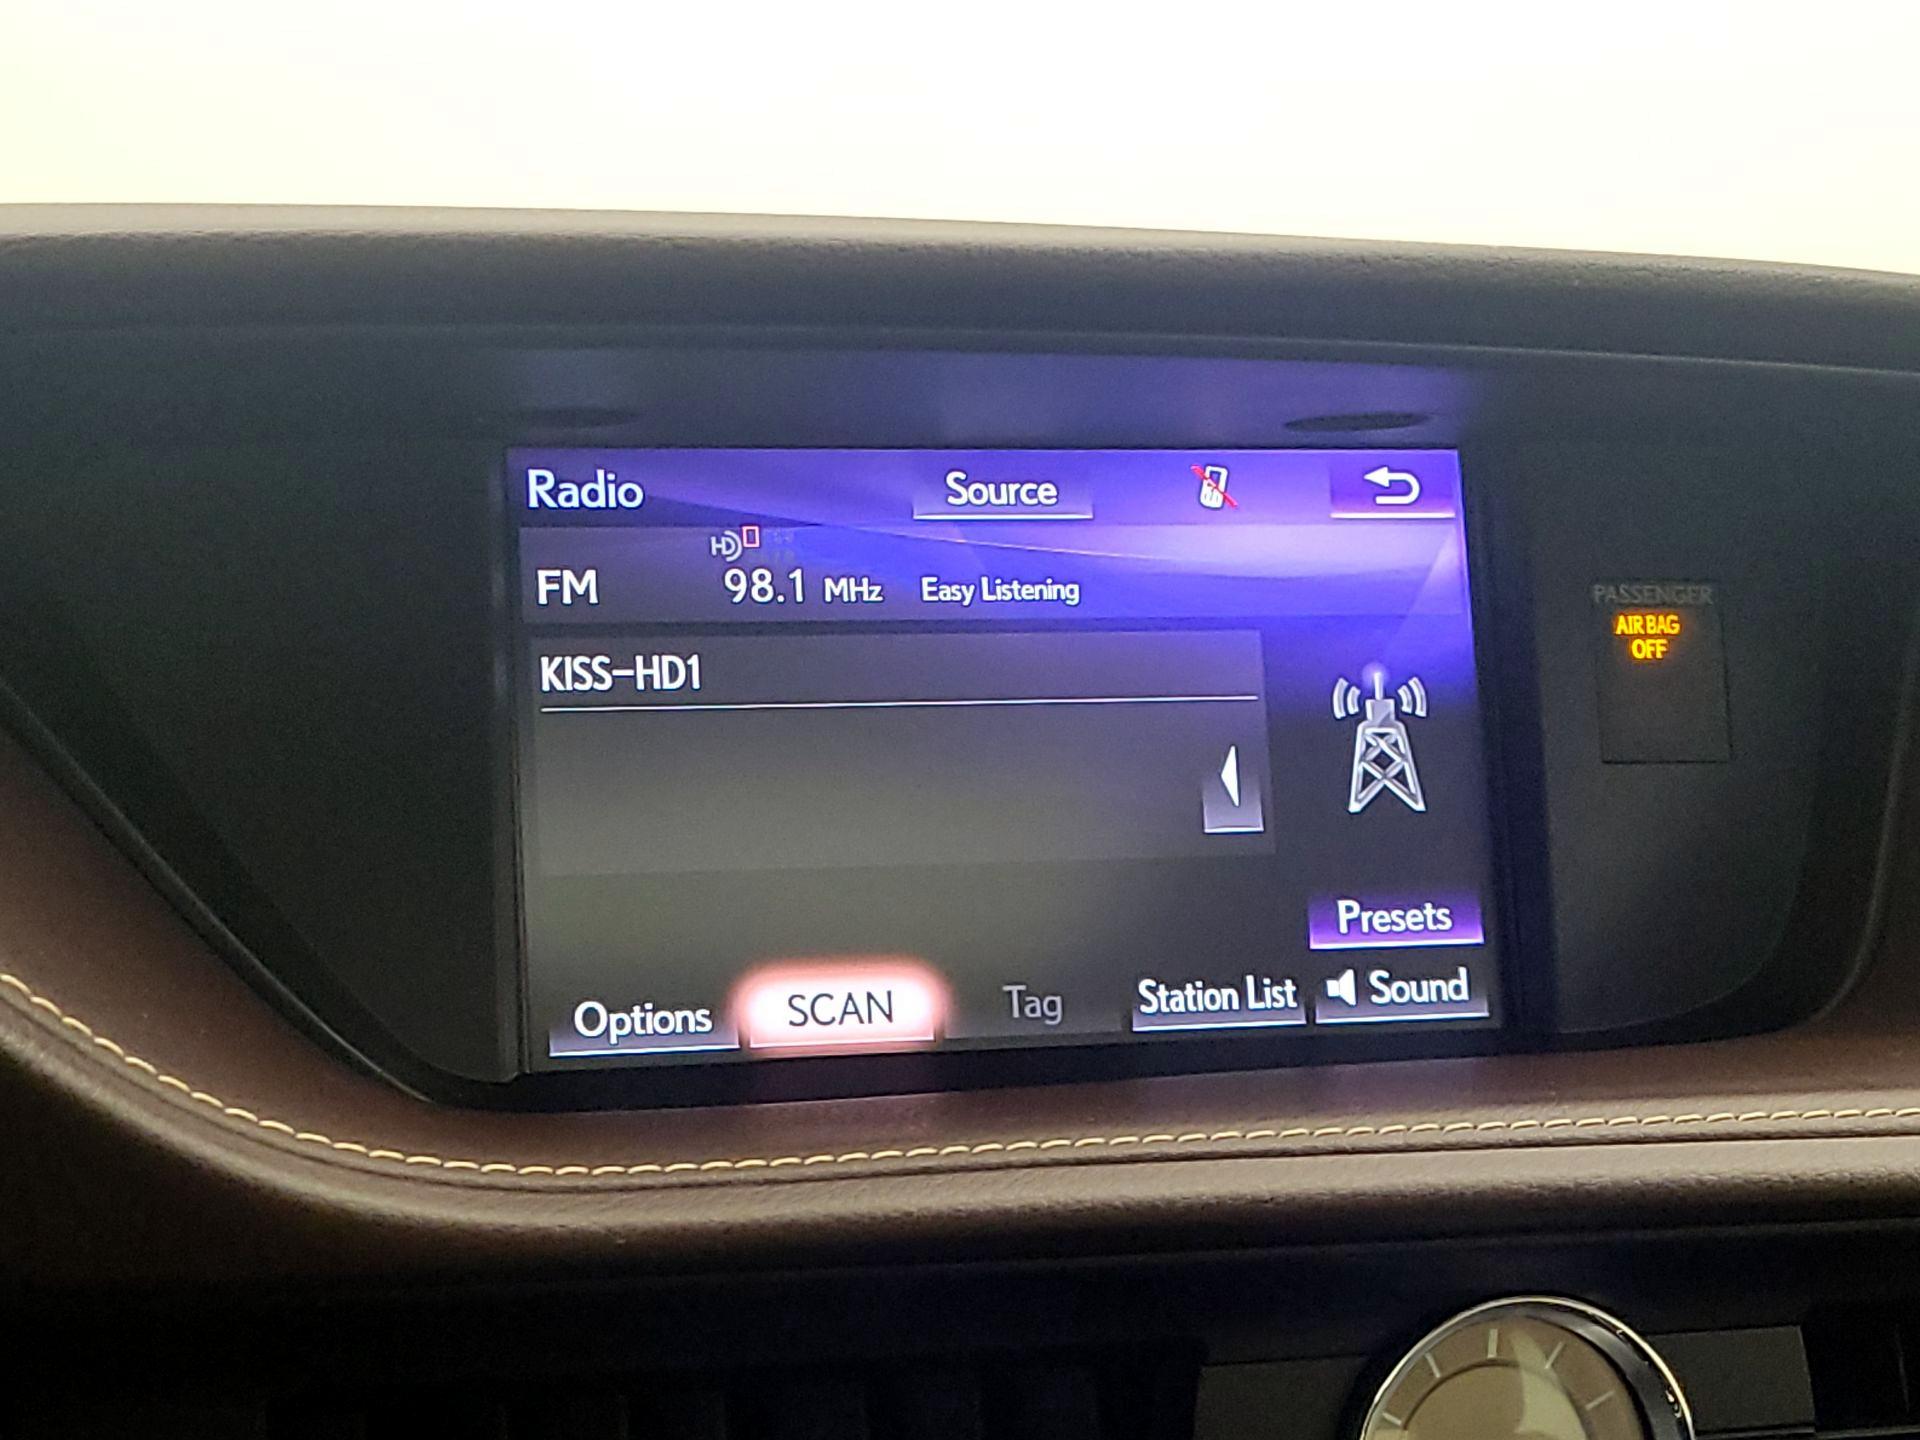 Radio
Source
HD
FM
98.1 MHz
Easy Listening
KISS-HD1
PASSENGER
AIR BAG
OFF
Presets
Options
SCAN
Tag
Station List
Sound